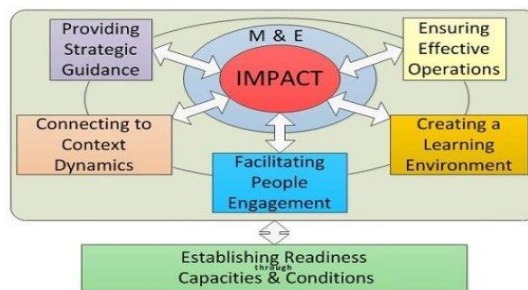 Providing
Strategic
Guidance
M & E
IMPACT
Ensuring
Effective
Operations
Connecting to
Context
Dynamics
Facilitating
People
Engagement
Creating a
Learning
Environment
Establishing Readiness
through
Capacities & Conditions